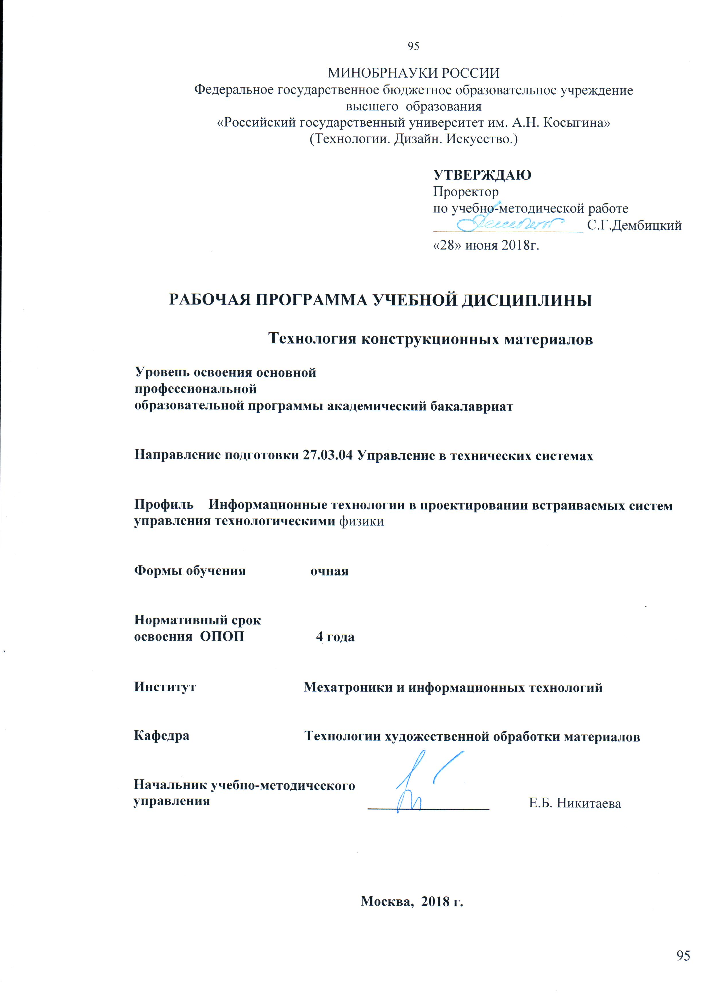 95
МИНОБРНАУКИ РОССИИ
Федеральное государственное бюджетное образовательное учреждение
высшего образования
«Российский государственный университет им. А.Н. Косыгина»
(Технологии. Дизайн. Искусство.)
УТВЕРЖДАЮ
Проректор
по учебно-методической работе
С.Г.Дембицкий
«28» июня 2018г.
РАБОЧАЯ ПРОГРАММА УЧЕБНОЙ ДИСЦИПЛИНЫ
Технология конструкционных материалов
Уровень освоения основной
профессиональной
образовательной программы академический бакалавриат
Направление подготовки 27.03.04 Управление в технических системах
Профиль Информационные технологии в проектировании встраиваемых систем
управления технологическими физики
Формы обучения очная
Нормативный срок
освоения ОПОП 4 года
Институт Мехатроники и информационных технологий
Кафедра Технологии художественной обработки материалов
Начальник учебно-методического
управления Е.Б. Никитаева
Москва, 2018 г.
95